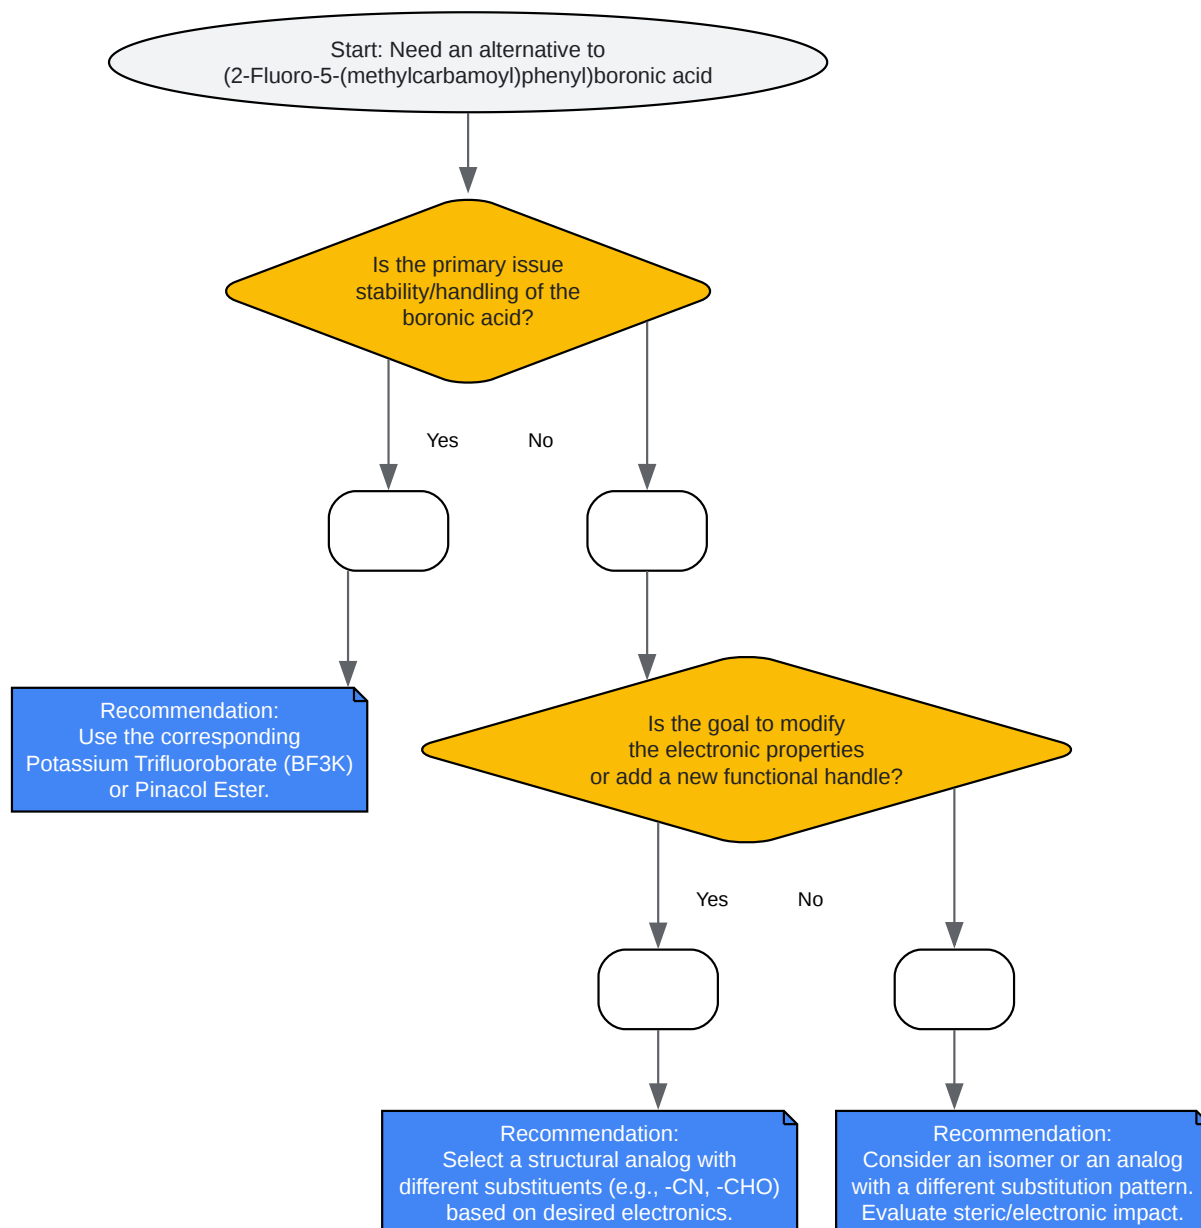 Start: Need an alternative to
(2-Fluoro-5-(methylcarbamoyl)phenyl)boronic acid
Is the primary issue
stability/handling of the
boronic acid?
Yes
No
Recommendation:
Use the corresponding
Potassium Trifluoroborate (BF3K)
or Pinacol Ester.
Is the goal to modify
the electronic properties
or add a new functional handle?
Yes
No
Recommendation:
Select a structural analog with
different substituents (e.g., -CN, -CHO)
based on desired electronics.
Recommendation:
Consider an isomer or an analog
with a different substitution pattern.
Evaluate steric/electronic impact.